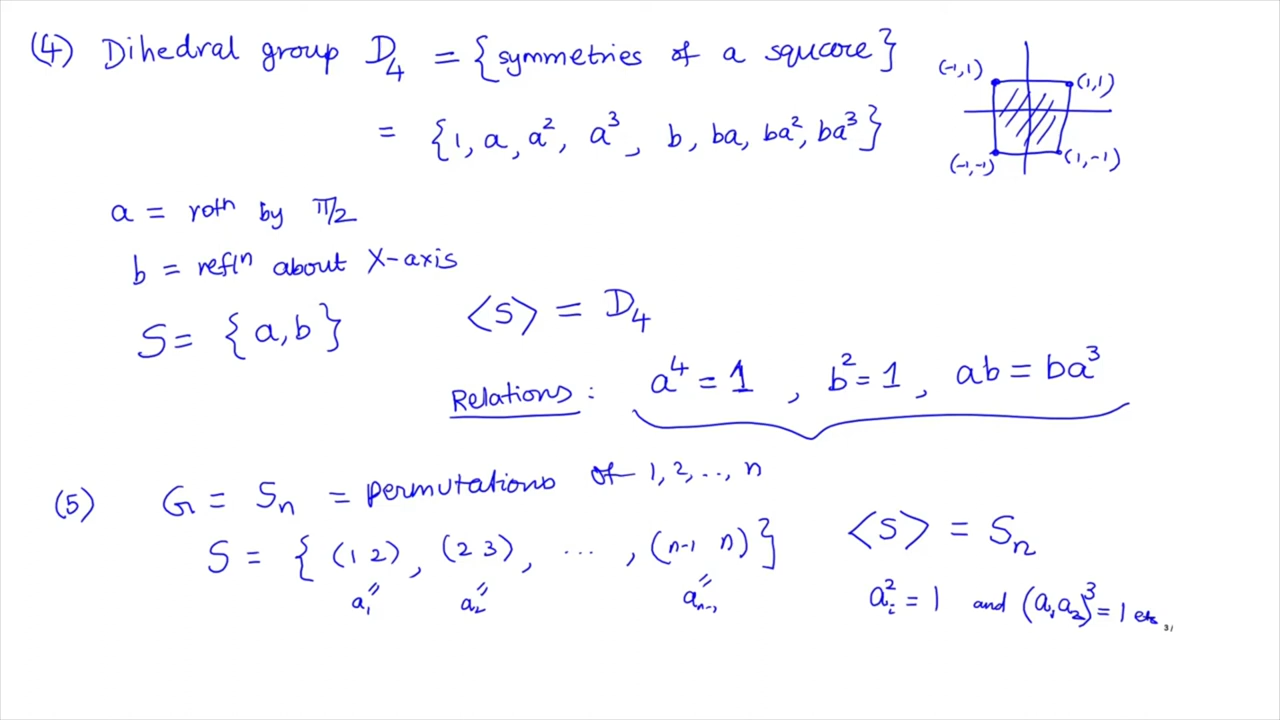 (4) Dihedral group D₄ = {symmetries of a square}
(-1,1)
(1,1)
= {1, a, a², a³, b, ba, ba², ba³}
(-1,-1)
(1,-1)
a = rotⁿ by π/2
b = reflⁿ about X-axis
S = {a,b} ⟨S⟩ = D₄
Relations : a⁴ = 1 , b² = 1 , ab = ba³
(5) G = Sₙ = permutations of 1, 2, .., n
S = { (1 2), (2 3), ... , (n-1 n)} ⟨S⟩ = Sₙ
a₁ a₂ aₙ₋₁ aᵢ² = 1 and (a₁a₂)³ = 1 etc